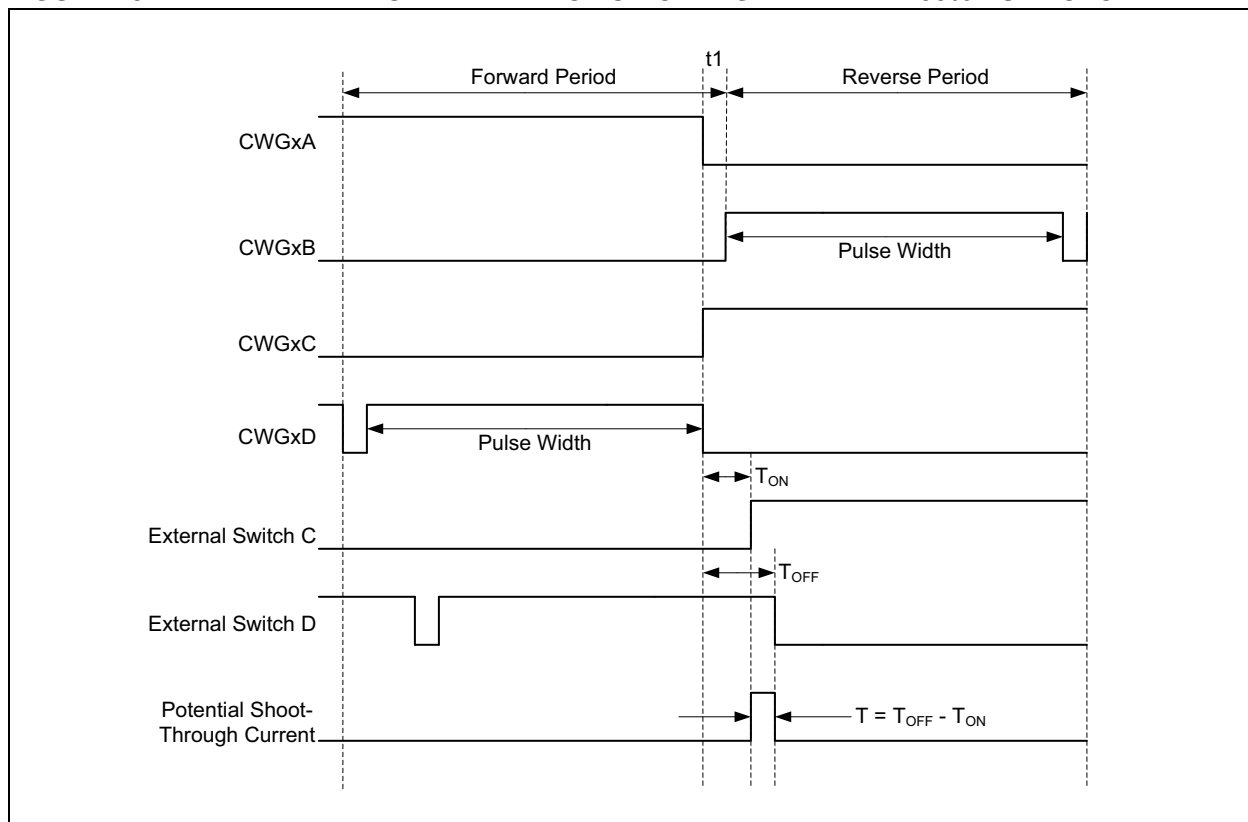 t1
Forward Period
Reverse Period
CWGxA
CWGxB
Pulse Width
CWGxC
CWGxD
Pulse Width
TON
External Switch C
TOFF
External Switch D
Potential Shoot-
Through Current
T = TOFF - TON